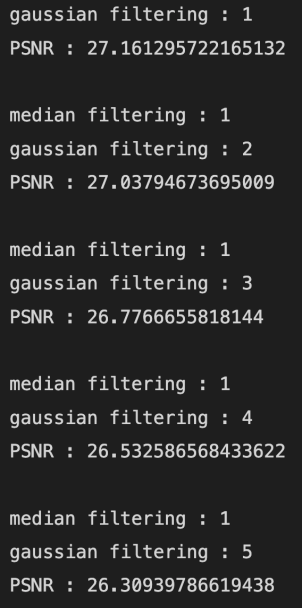 gaussian filtering : 1
PSNR : 27.161295722165132
median filtering : 1
gaussian filtering : 2
PSNR : 27.03794673695009
median filtering : 1
gaussian filtering : 3
PSNR : 26.7766655818144
median filtering : 1
gaussian filtering : 4
PSNR : 26.532586568433622
median filtering : 1
gaussian filtering : 5
PSNR : 26.30939786619438